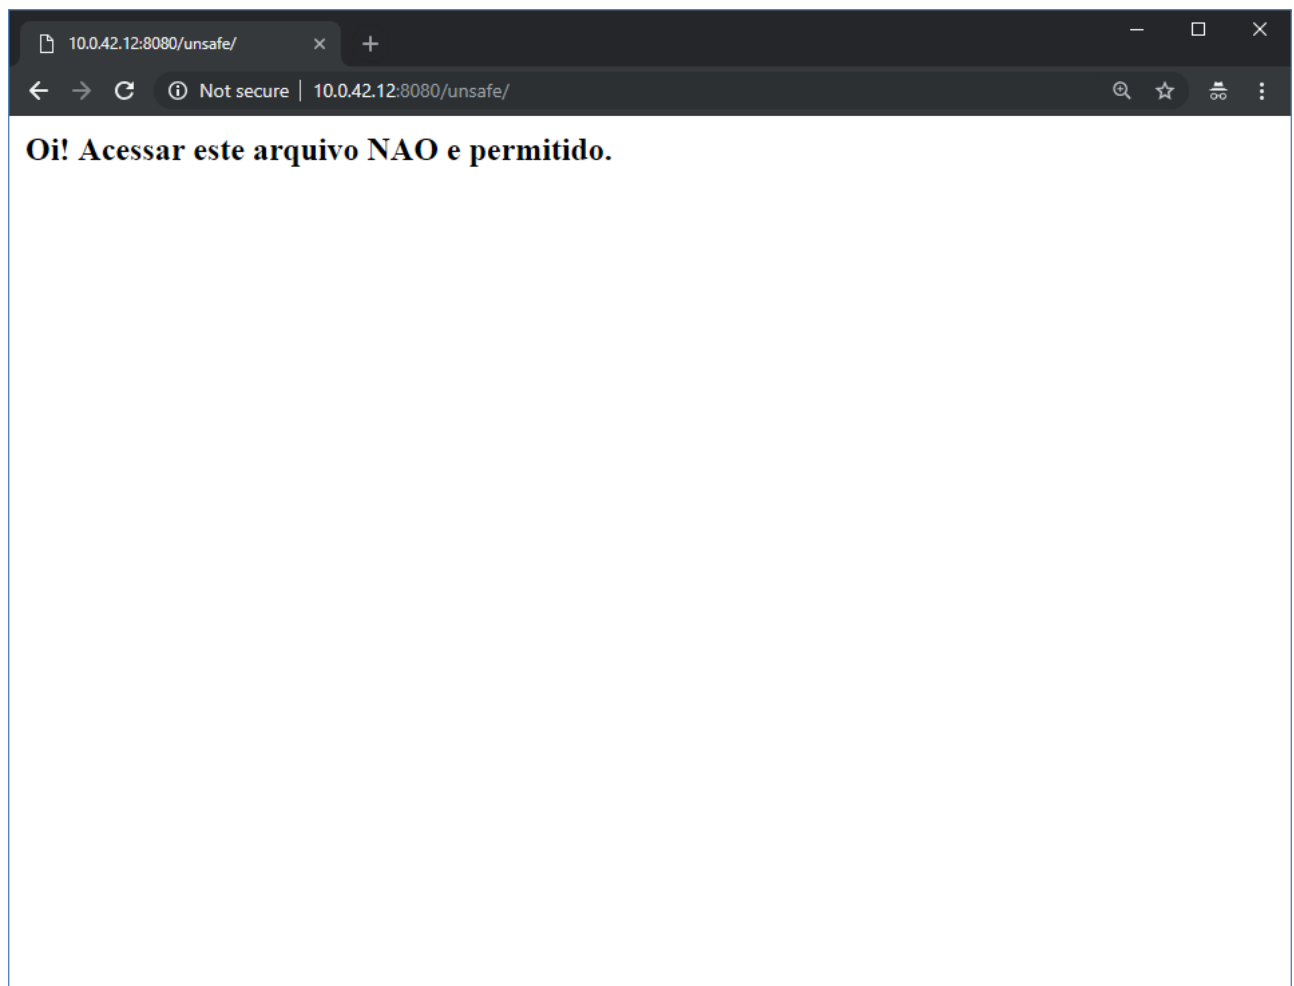 10.0.42.12:8080/unsafe/
Not secure 10.0.42.12:8080/unsafe/
Oi! Acessar este arquivo NAO e permitido.